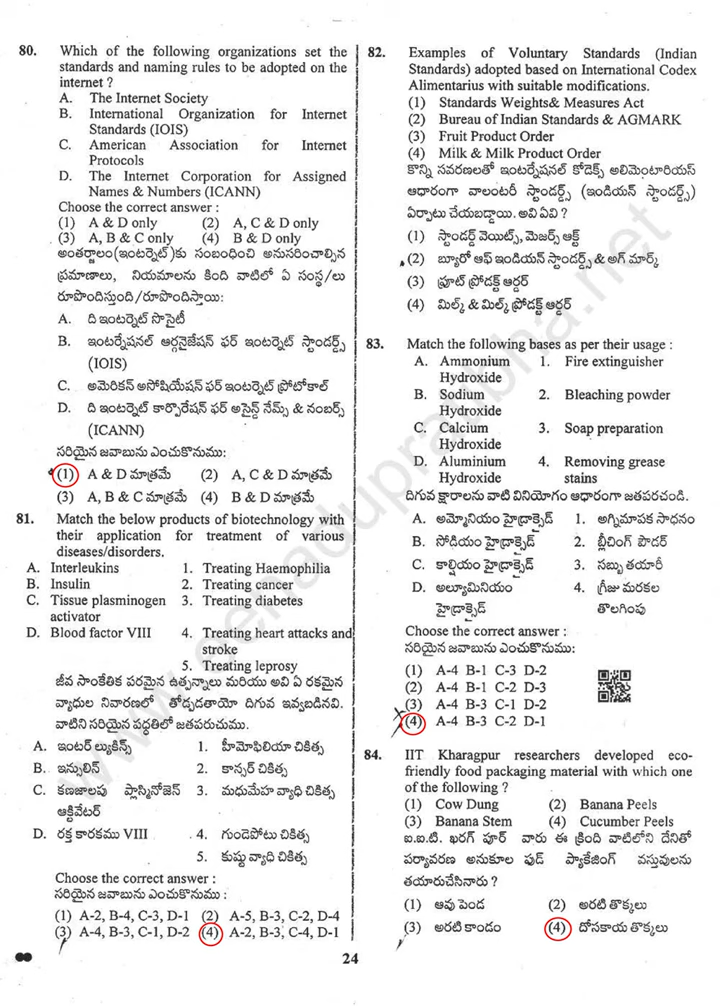 80. Which of the following organizations set the
standards and naming rules to be adopted on the
internet ?
A. The Internet Society
B. International Organization for Internet
Standards (IOIS)
C. American Association for Internet
Protocols
D. The Internet Corporation for Assigned
Names & Numbers (ICANN)
Choose the correct answer :
(1) A & D only (2) A, C & D only
(3) A, B & C only (4) B & D only
అంతర్జాలం(ఇంటర్నెట్)కు సంబంధించి అనుసరించాల్సిన
ప్రమాణాలు, నియమాలను కింది వాటిలో ఏ సంస్థ/లు
రూపొందిస్తుంది/రూపొందిస్తాయి:
A. ది ఇంటర్నెట్ సొసైటీ
B. ఇంటర్నేషనల్ ఆర్గనైజేషన్ ఫర్ ఇంటర్నెట్ స్టాండర్డ్స్
(IOIS)
C. అమెరికన్ అసోషియేషన్ ఫర్ ఇంటర్నెట్ ప్రోటోకాల్
D. ది ఇంటర్నెట్ కార్పొరేషన్ ఫర్ అసైన్డ్ నేమ్స్ & నంబర్స్
(ICANN)
సరియైన జవాబును ఎంచుకొనుము:
(1) A & D మాత్రమే (2) A, C & D మాత్రమే
(3) A, B & C మాత్రమే (4) B & D మాత్రమే
81. Match the below products of biotechnology with
their application for treatment of various
diseases/disorders.
A. Interleukins 1. Treating Haemophilia
B. Insulin 2. Treating cancer
C. Tissue plasminogen 3. Treating diabetes
activator
D. Blood factor VIII 4. Treating heart attacks and
stroke
5. Treating leprosy
జీవ సాంకేతిక పరమైన ఉత్పన్నాలు మరియు అవి ఏ రకమైన
వ్యాధుల నివారణలో తోడ్పడతాయో దిగువ ఇవ్వబడినవి.
వాటిని సరియైన పద్ధతిలో జతపరుచుము.
A. ఇంటర్ ల్యుకిన్స్ 1. హీమోఫిలియా చికిత్స
B. ఇన్సులిన్ 2. కాన్సర్ చికిత్స
C. కణజాలపు ప్లాస్మినోజెన్ 3. మధుమేహ వ్యాధి చికిత్స
ఆక్టివేటర్
D. రక్త కారకము VIII 4. గుండెపోటు చికిత్స
5. కుష్టు వ్యాధి చికిత్స
Choose the correct answer :
సరియైన జవాబును ఎంచుకొనుము :
(1) A-2, B-4, C-3, D-1 (2) A-5, B-3, C-2, D-4
(3) A-4, B-3, C-1, D-2 (4) A-2, B-3, C-4, D-1
82. Examples of Voluntary Standards (Indian
Standards) adopted based on International Codex
Alimentarius with suitable modifications.
(1) Standards Weights& Measures Act
(2) Bureau of Indian Standards & AGMARK
(3) Fruit Product Order
(4) Milk & Milk Product Order
కొన్ని సవరణలతో ఇంటర్నేషనల్ కోడెక్స్ అలిమెంటారియస్
ఆధారంగా వాలంటరీ స్టాండర్డ్స్ (ఇండియన్ స్టాండర్డ్స్)
ఏర్పాటు చేయబడ్డాయి. అవి ఏవి ?
(1) స్టాండర్డ్ వెయిట్స్, మెజర్స్ ఆక్ట్
(2) బ్యూరో ఆఫ్ ఇండియన్ స్టాండర్డ్స్ & అగ్ మార్క్
(3) ఫ్రూట్ ప్రోడక్ట్ ఆర్డర్
(4) మిల్క్ & మిల్క్ ప్రోడక్ట్ ఆర్డర్
83. Match the following bases as per their usage :
A. Ammonium 1. Fire extinguisher
Hydroxide
B. Sodium 2. Bleaching powder
Hydroxide
C. Calcium 3. Soap preparation
Hydroxide
D. Aluminium 4. Removing grease
Hydroxide stains
దిగువ క్షారాలను వాటి వినియోగం ఆధారంగా జతపరచండి.
A. అమ్మోనియం హైడ్రాక్సైడ్ 1. అగ్నిమాపక సాధనం
B. సోడియం హైడ్రాక్సైడ్ 2. బ్లీచింగ్ పౌడర్
C. కాల్షియం హైడ్రాక్సైడ్ 3. సబ్బు తయారీ
D. అల్యూమినియం 4. గ్రీజు మరకల
హైడ్రాక్సైడ్ తొలగింపు
Choose the correct answer :
సరియైన జవాబును ఎంచుకొనుము:
(1) A-4 B-1 C-3 D-2
(2) A-4 B-1 C-2 D-3
(3) A-4 B-3 C-1 D-2
(4) A-4 B-3 C-2 D-1
84. IIT Kharagpur researchers developed eco-
friendly food packaging material with which one
of the following ?
(1) Cow Dung (2) Banana Peels
(3) Banana Stem (4) Cucumber Peels
ఐ.ఐ.టి. ఖరగ్ పూర్ వారు ఈ క్రింది వాటిలోని దేనితో
పర్యావరణ అనుకూల ఫుడ్ ప్యాకేజింగ్ వస్తువులను
తయారుచేసినారు ?
(1) ఆవు పెండ (2) అరటి తొక్కలు
(3) అరటి కాండం (4) దోసకాయ తొక్కలు
24
www.eenadupratibha.net